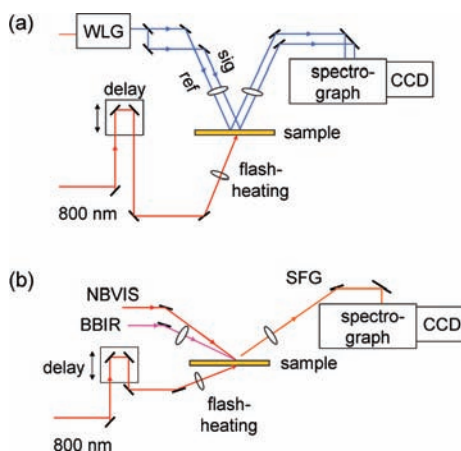 (a)
WLG
sig
ref
delay
spectro-
graph
CCD
sample
flash-
heating
800 nm
(b)
NBVIS
BBIR
SFG
spectro-
graph
CCD
delay
sample
flash-
heating
800 nm